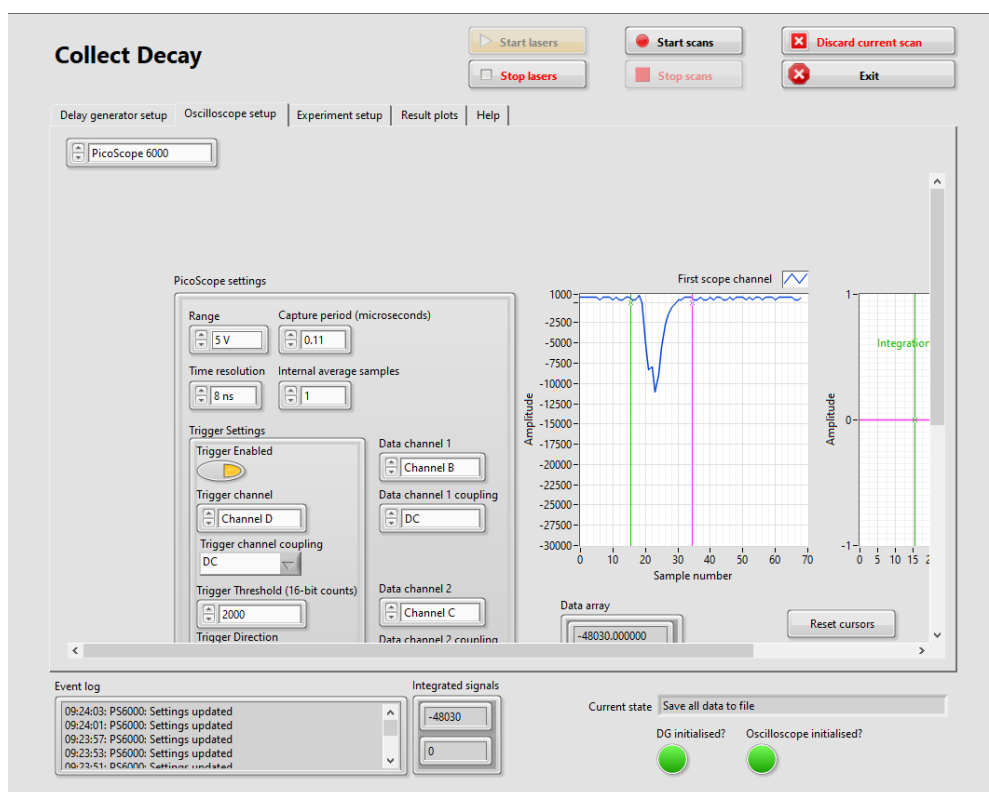 Collect Decay
Start lasers
Start scans
Discard current scan
Stop lasers
Stop scans
Exit
Delay generator setup
Oscilloscope setup
Experiment setup
Result plots
Help
PicoScope 6000
PicoScope settings
Range
Capture period (microseconds)
5 V
0.11
Time resolution
Internal average samples
8 ns
1
Trigger Settings
Trigger Enabled
Trigger channel
Channel D
Trigger channel coupling
DC
Trigger Threshold (16-bit counts)
2000
Trigger Direction
Data channel 1
Channel B
Data channel 1 coupling
DC
Data channel 2
Channel C
Data channel 2 coupling
First scope channel
Amplitude
1000
-2500
-5000
-7500
-10000
-12500
-15000
-17500
-20000
-22500
-25000
-27500
-30000
0 10 20 30 40 50 60 70
Sample number
Amplitude
1
0
-1
Integration
0 5 10 15 2
Data array
-48030.000000
Reset cursors
Event log
09:24:03: PS6000: Settings updated
09:24:01: PS6000: Settings updated
09:23:57: PS6000: Settings updated
09:23:53: PS6000: Settings updated
09:23:51: PS6000: Settings updated
Integrated signals
-48030
0
Current state
Save all data to file
DG initialised?
Oscilloscope initialised?